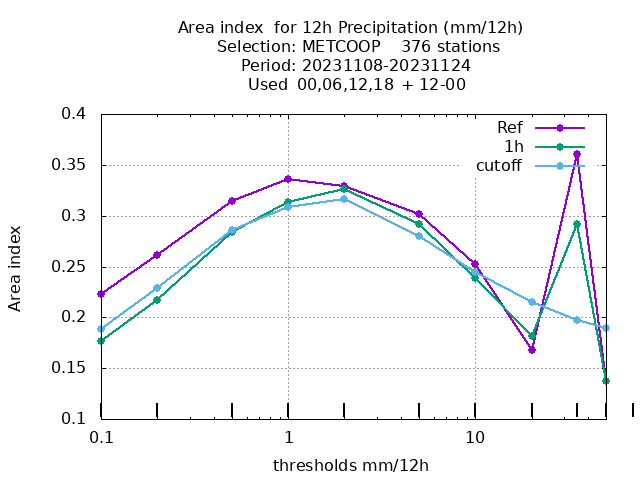 Area index  for 12h Precipitation (mm/12h)
Selection: METCOOP    376 stations
Period: 20231108-20231124
Used  00,06,12,18 + 12-00
Ref
1h
cutoff
0.4
0.35
0.3
0.25
0.2
0.15
0.1
Area index
0.1
1
10
thresholds mm/12h